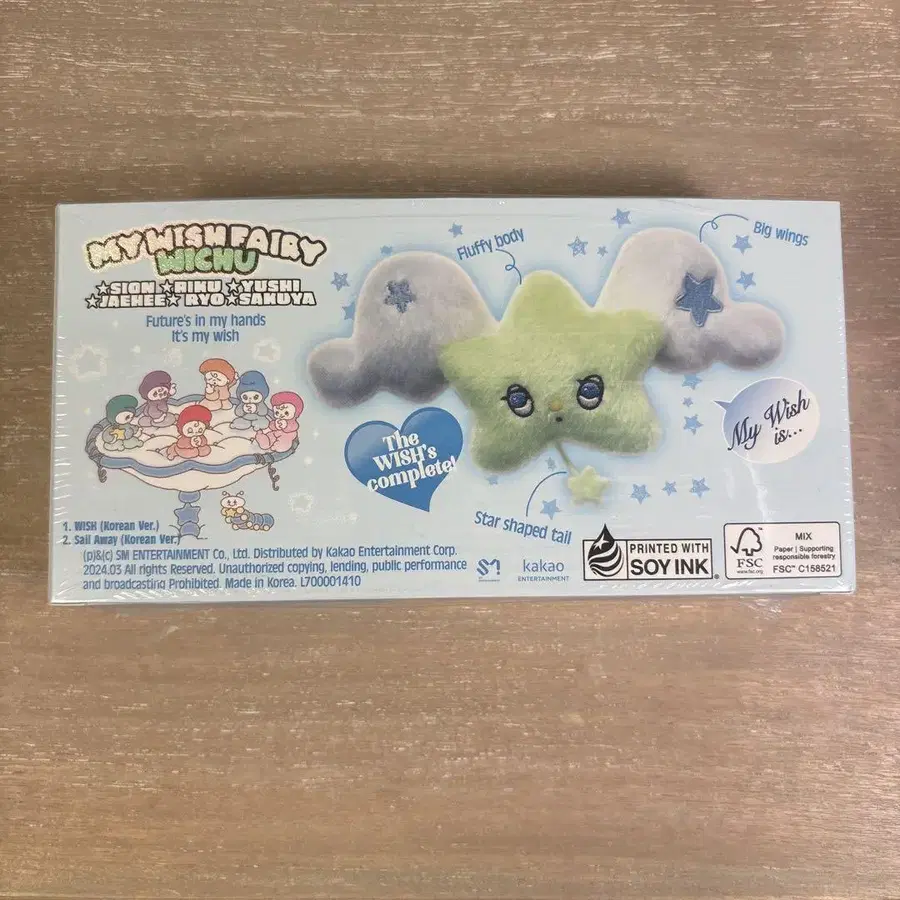 MY WISH FAIRY
WICHU
☆SION ☆RIKU ☆YUSHI
☆JAEHEE☆ RYO☆SAKUYA
Future's in my hands
It's my wish
Fluffy body
Big wings
The
WISH's
complete!
My Wish
is...
Star shaped tail
1. WISH (Korean Ver.)
2. Sail Away (Korean Ver.)
(p)&(c) SM ENTERTAINMENT Co., Ltd. Distributed by Kakao Entertainment Corp.
2024.03 All rights Reserved. Unauthorized copying, lending, public performance
and broadcasting Prohibited. Made in Korea. L700001410
kakao
ENTERTAINMENT
PRINTED WITH
SOY INK
FSC
www.fsc.org
MIX
Paper | Supporting
responsible forestry
FSC™ C158521